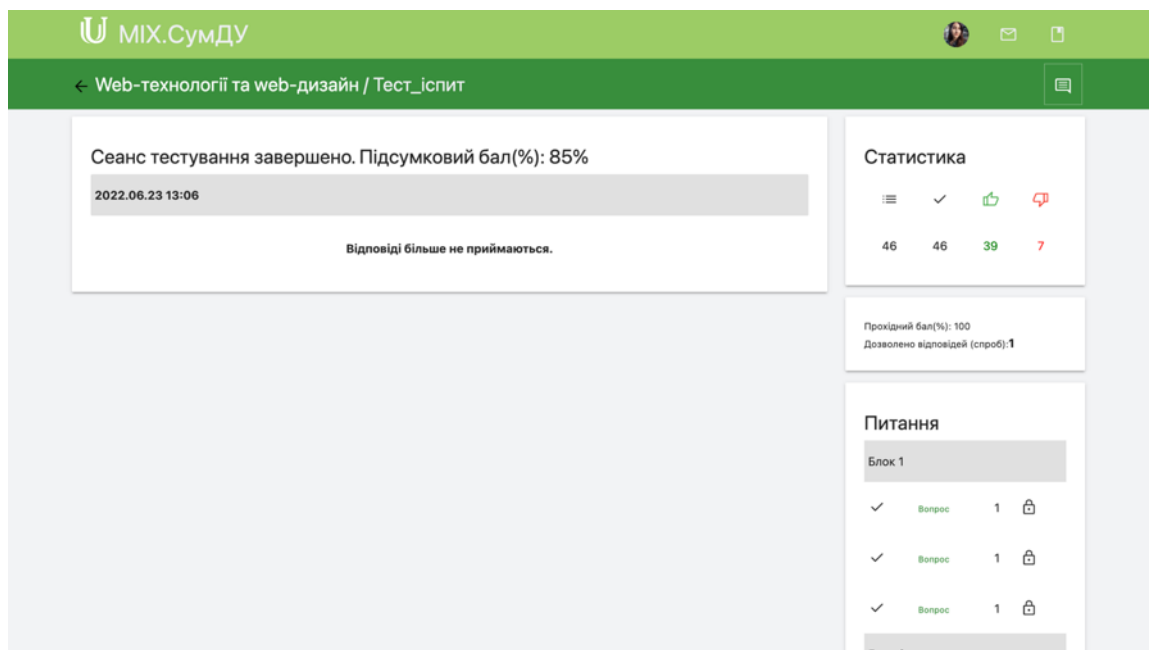 U МІХ.СумДУ
← Web-технології та web-дизайн / Тест_іспит
Сеанс тестування завершено. Підсумковий бал(%): 85%
2022.06.23 13:06
Відповіді більше не приймаються.
Статистика
46 46 39 7
Прохідний бал(%): 100
Дозволено відповідей (спроб):1
Питання
Блок 1
Вопрос 1
Вопрос 1
Вопрос 1